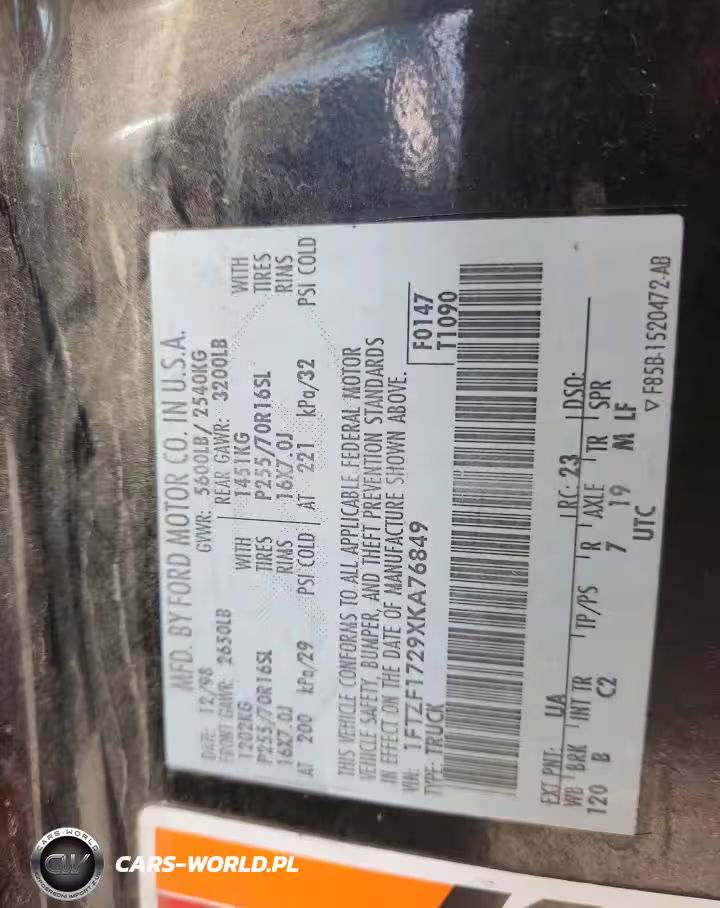 MFD. BY FORD MOTOR CO. IN U.S.A.
DATE: 12/98 GVWR: 5600LB/ 2540KG
FRONT GAWR: 2650LB REAR GAWR: 3200LB
1202KG WITH 1451KG WITH
P255/70R16SL TIRES P255/70R16SL TIRES
16X7.0J RIMS 16X7.0J RIMS
AT 200 kPa/29 PSI COLD AT 221 kPa/32 PSI COLD
THIS VEHICLE CONFORMS TO ALL APPLICABLE FEDERAL MOTOR
VEHICLE SAFETY, BUMPER, AND THEFT PREVENTION STANDARDS
IN EFFECT ON THE DATE OF MANUFACTURE SHOWN ABOVE.
VIN: 1FTZF1729XKA76849 F0147
TYPE: TRUCK T1090
EXT PNT: UA RC: 23 DSO:
WB BRK INT TR TP/PS R AXLE TR SPR
120 B C2 7 19 M LF
UTC
▽ F85B-1520472-AB
CARS-WORLD
CW
CARS-WORLD.PL